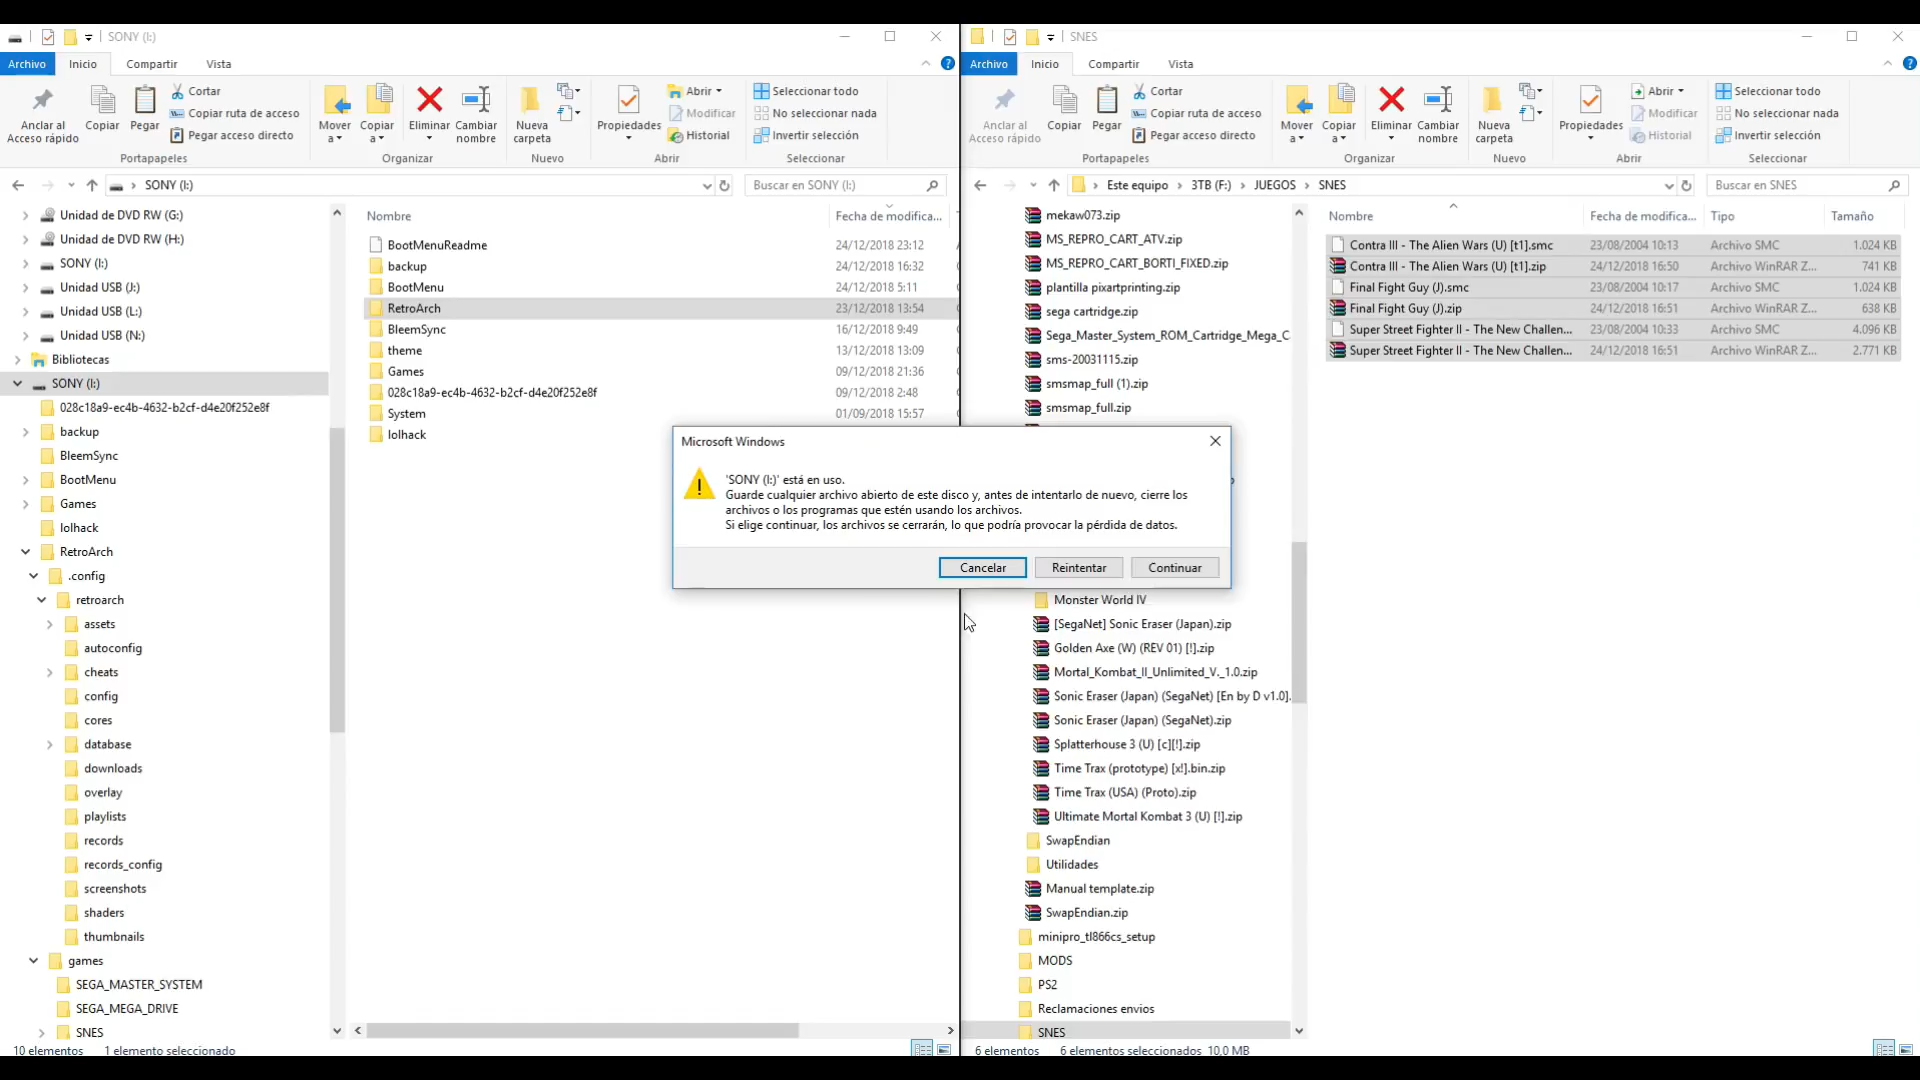 SONY (I:)
Archivo
Inicio
Compartir
Vista
Anclar al
Acceso rápido
Copiar
Pegar
Cortar
Copiar ruta de acceso
Pegar acceso directo
Portapapeles
Mover
a
Copiar
a
Eliminar
Cambiar
nombre
Organizar
Nueva
carpeta
Nuevo
Propiedades
Abrir
Modificar
Historial
Abrir
Seleccionar todo
No seleccionar nada
Invertir selección
Seleccionar
SONY (I:)
Buscar en SONY (I:)
Unidad de DVD RW (G:)
Unidad de DVD RW (H:)
SONY (I:)
Unidad USB (J:)
Unidad USB (L:)
Unidad USB (N:)
Bibliotecas
SONY (I:)
028c18a9-ec4b-4632-b2cf-d4e20f252e8f
backup
BleemSync
BootMenu
Games
lolhack
RetroArch
.config
retroarch
assets
autoconfig
cheats
config
cores
database
downloads
overlay
playlists
records
records_config
screenshots
shaders
thumbnails
games
SEGA_MASTER_SYSTEM
SEGA_MEGA_DRIVE
SNES
Nombre Fecha de modifica...
BootMenuReadme 24/12/2018 23:12
backup 24/12/2018 16:32
BootMenu 24/12/2018 5:11
RetroArch 23/12/2018 13:54
BleemSync 16/12/2018 9:49
theme 13/12/2018 13:09
Games 09/12/2018 21:36
028c18a9-ec4b-4632-b2cf-d4e20f252e8f 09/12/2018 2:48
System 01/09/2018 15:57
lolhack
10 elementos 1 elemento seleccionado
Microsoft Windows
'SONY (I:)' está en uso.
Guarde cualquier archivo abierto de este disco y, antes de intentarlo de nuevo, cierre los
archivos o los programas que estén usando los archivos.
Si elige continuar, los archivos se cerrarán, lo que podría provocar la pérdida de datos.
Cancelar
Reintentar
Continuar
SNES
Archivo
Inicio
Compartir
Vista
Anclar al
Acceso rápido
Copiar
Pegar
Cortar
Copiar ruta de acceso
Pegar acceso directo
Portapapeles
Mover
a
Copiar
a
Eliminar
Cambiar
nombre
Organizar
Nueva
carpeta
Nuevo
Propiedades
Abrir
Modificar
Historial
Abrir
Seleccionar todo
No seleccionar nada
Invertir selección
Seleccionar
Este equipo > 3TB (F:) > JUEGOS > SNES
Buscar en SNES
mekaw073.zip
MS_REPRO_CART_ATV.zip
MS_REPRO_CART_BORTI_FIXED.zip
plantilla pixartprinting.zip
sega cartridge.zip
Sega_Master_System_ROM_Cartridge_Mega_C
sms-20031115.zip
smsmap_full (1).zip
smsmap_full.zip
Monster World IV
[SegaNet] Sonic Eraser (Japan).zip
Golden Axe (W) (REV 01) [!].zip
Mortal_Kombat_II_Unlimited_V._1.0.zip
Sonic Eraser (Japan) (SegaNet) [En by D v1.0].
Sonic Eraser (Japan) (SegaNet).zip
Splatterhouse 3 (U) [c][!].zip
Time Trax (prototype) [x!].bin.zip
Time Trax (USA) (Proto).zip
Ultimate Mortal Kombat 3 (U) [!].zip
SwapEndian
Utilidades
Manual template.zip
SwapEndian.zip
minipro_tl866cs_setup
MODS
PS2
Reclamaciones envios
SNES
Nombre Fecha de modifica... Tipo Tamaño
Contra III - The Alien Wars (U) [t1].smc 23/08/2004 10:13 Archivo SMC 1.024 KB
Contra III - The Alien Wars (U) [t1].zip 24/12/2018 16:50 Archivo WinRAR Z... 741 KB
Final Fight Guy (J).smc 23/08/2004 10:17 Archivo SMC 1.024 KB
Final Fight Guy (J).zip 24/12/2018 16:51 Archivo WinRAR Z... 638 KB
Super Street Fighter II - The New Challen... 23/08/2004 10:33 Archivo SMC 4.096 KB
Super Street Fighter II - The New Challen... 24/12/2018 16:51 Archivo WinRAR Z... 2.771 KB
6 elementos 6 elementos seleccionados 10,0 MB